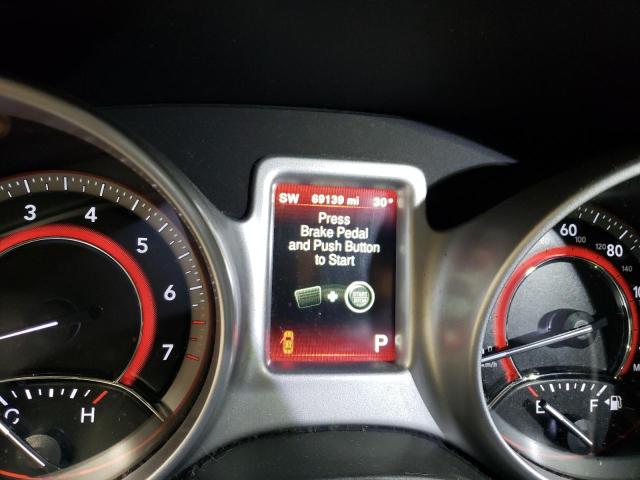 SW 69139 mi 30°
Press
Brake Pedal
and Push Button
to Start
START
P
3 4 5 6 7
C H
60 80
100 120 140
E F